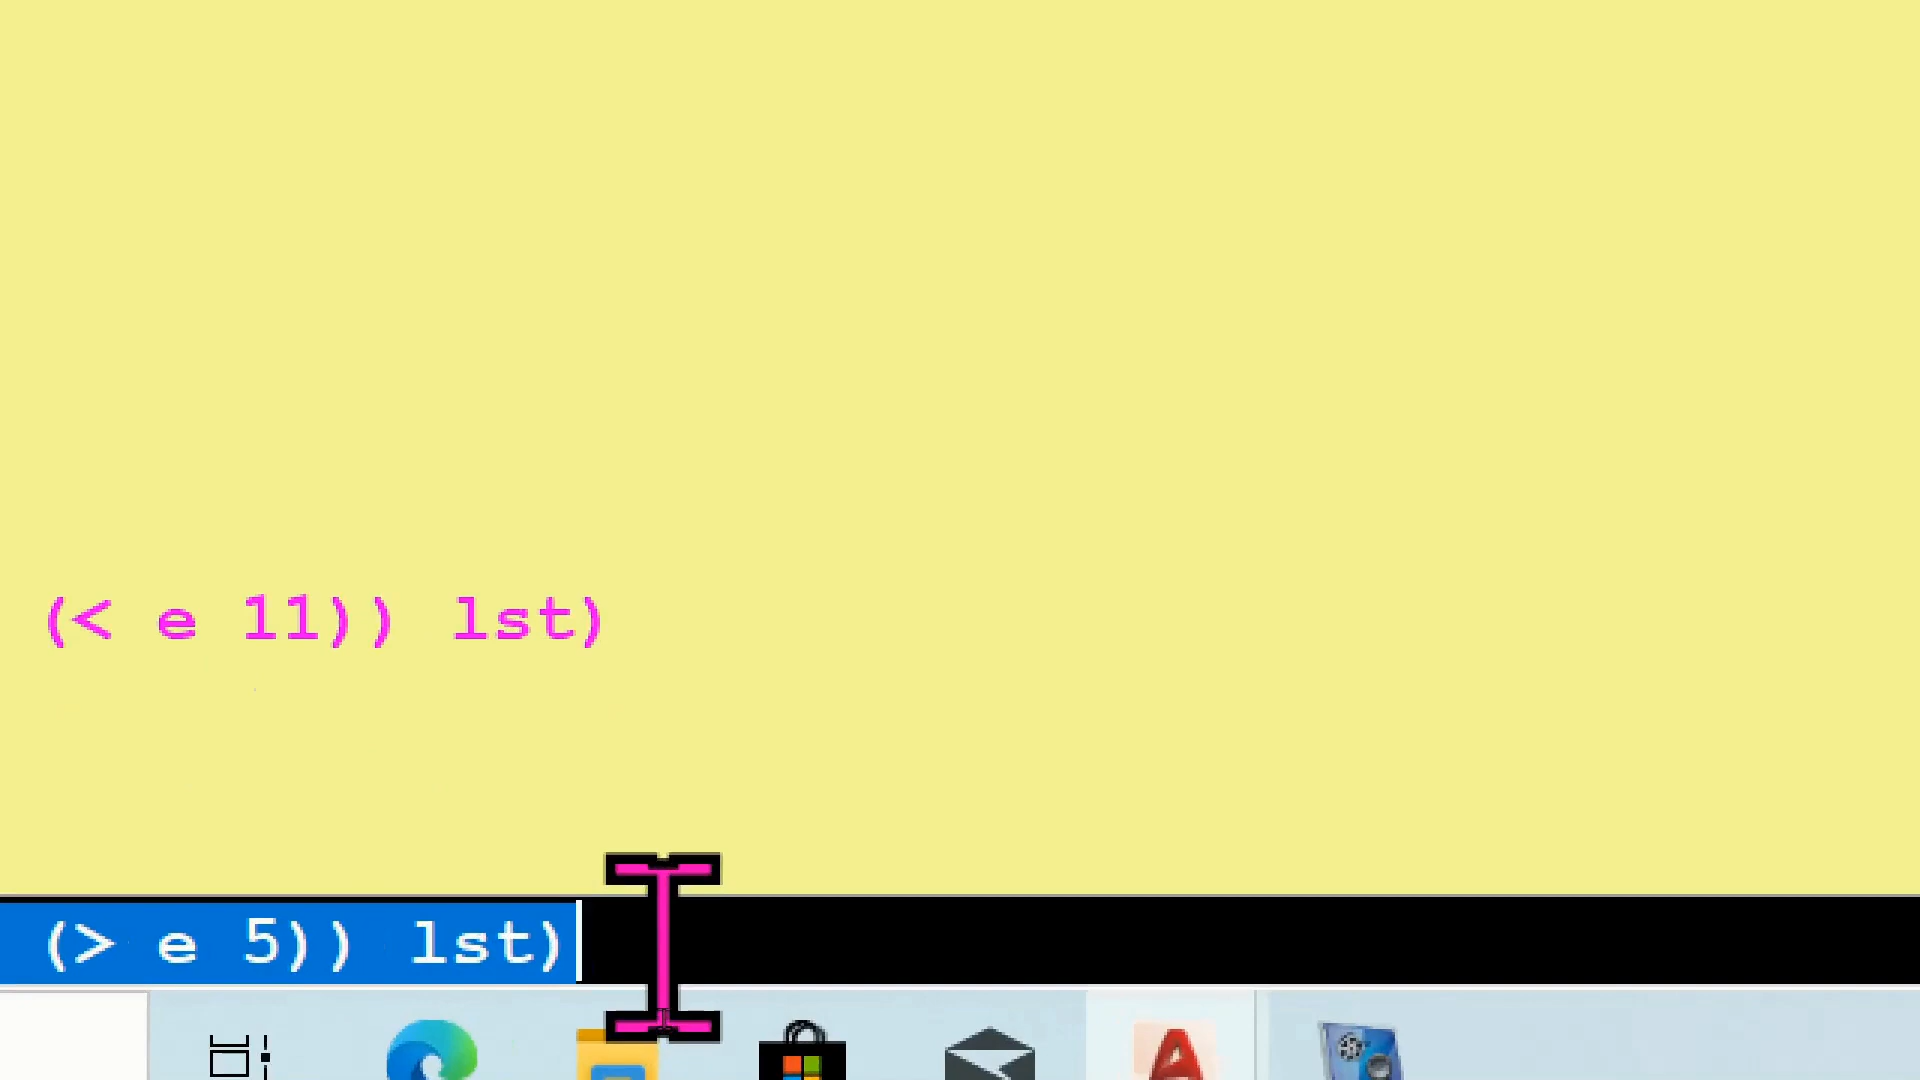 (< e 11)) lst)
(> e 5)) lst)